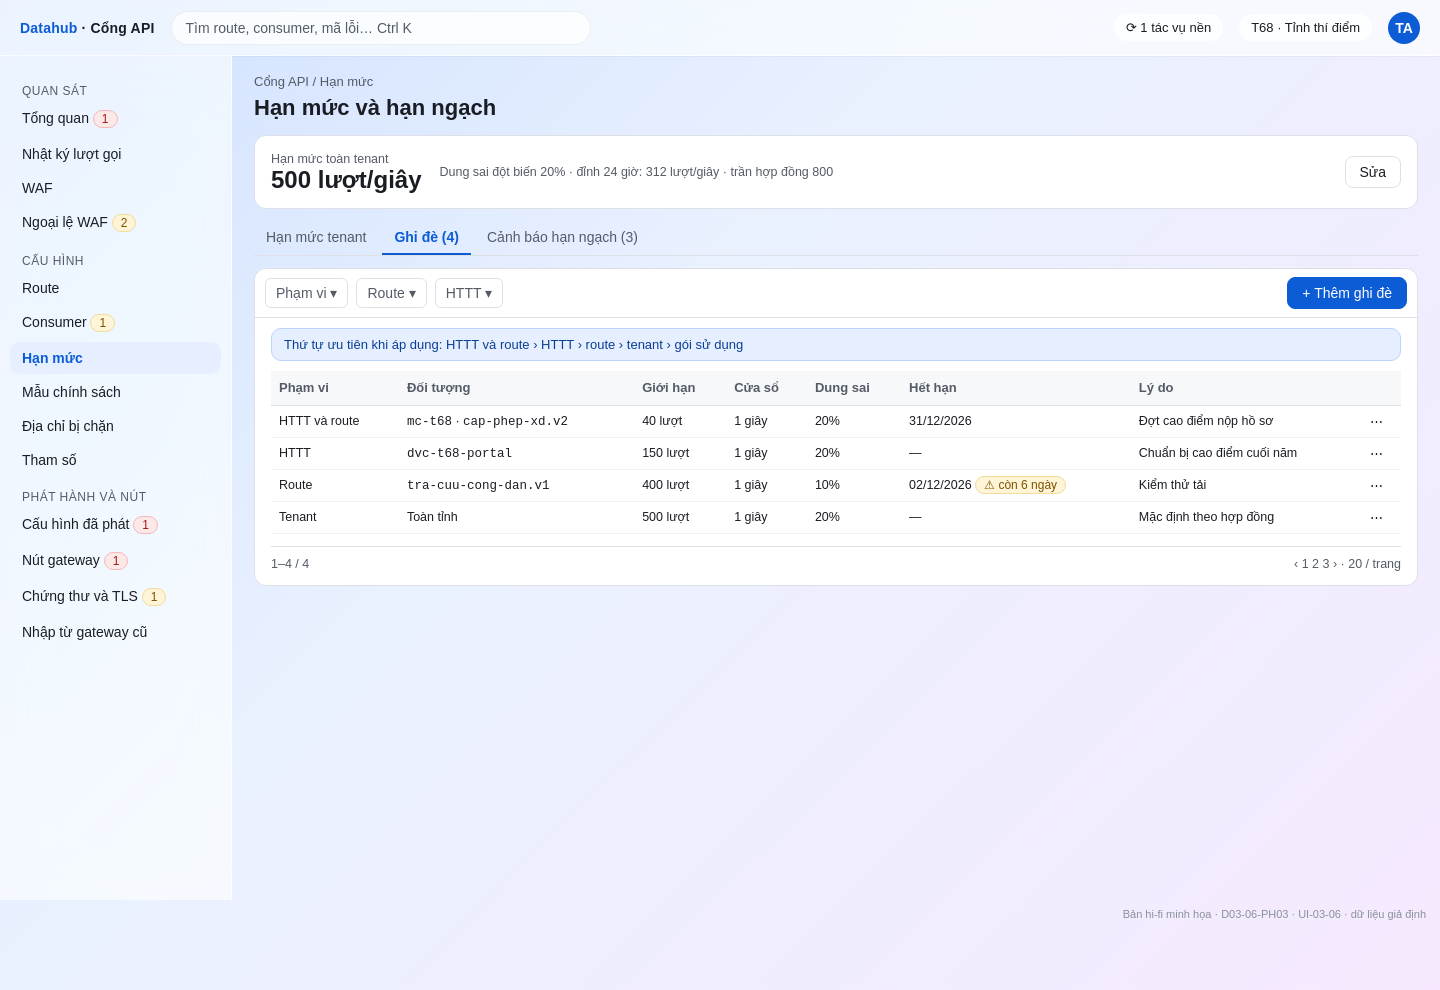 Datahub · Cổng API
Tìm route, consumer, mã lỗi… Ctrl K
⟳ 1 tác vụ nền
T68 · Tỉnh thí điểm
TA
QUAN SÁT
Tổng quan 1
Nhật ký lượt gọi
WAF
Ngoại lệ WAF 2
CẤU HÌNH
Route
Consumer 1
Hạn mức
Mẫu chính sách
Địa chỉ bị chặn
Tham số
PHÁT HÀNH VÀ NÚT
Cấu hình đã phát 1
Nút gateway 1
Chứng thư và TLS 1
Nhập từ gateway cũ
Cổng API / Hạn mức
Hạn mức và hạn ngạch
Hạn mức toàn tenant
500 lượt/giây
Dung sai đột biến 20% · đỉnh 24 giờ: 312 lượt/giây · trần hợp đồng 800
Sửa
Hạn mức tenant
Ghi đè (4)
Cảnh báo hạn ngạch (3)
Phạm vi ▾
Route ▾
HTTT ▾
+ Thêm ghi đè
Thứ tự ưu tiên khi áp dụng: HTTT và route › HTTT › route › tenant › gói sử dụng
Phạm vi Đối tượng Giới hạn Cửa sổ Dung sai Hết hạn Lý do
HTTT và route mc-t68 · cap-phep-xd.v2 40 lượt 1 giây 20% 31/12/2026 Đợt cao điểm nộp hồ sơ ⋯
HTTT dvc-t68-portal 150 lượt 1 giây 20% — Chuẩn bị cao điểm cuối năm ⋯
Route tra-cuu-cong-dan.v1 400 lượt 1 giây 10% 02/12/2026 ⚠ còn 6 ngày Kiểm thử tải ⋯
Tenant Toàn tỉnh 500 lượt 1 giây 20% — Mặc định theo hợp đồng ⋯
1–4 / 4
‹ 1 2 3 › · 20 / trang
Bản hi-fi minh họa · D03-06-PH03 · UI-03-06 · dữ liệu giả định